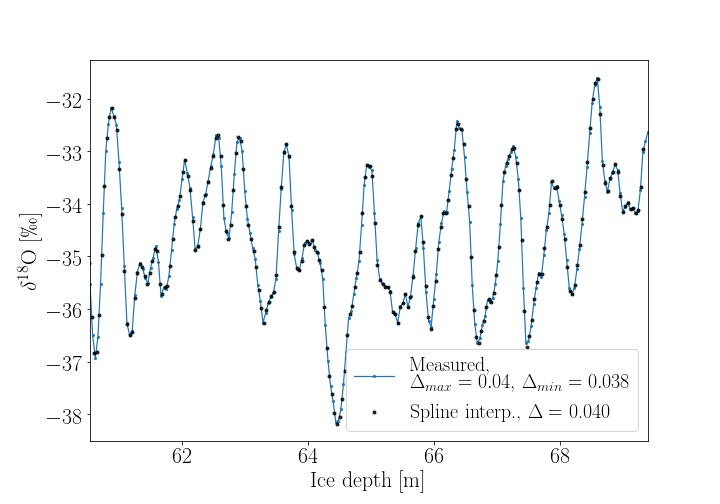 −32
−33
−34
−35
−36
−37
−38
δ¹⁸O [‰]
62
64
66
68
Ice depth [m]
Measured,
Δₘₐₓ = 0.04, Δₘᵢₙ = 0.038
Spline interp., Δ = 0.040